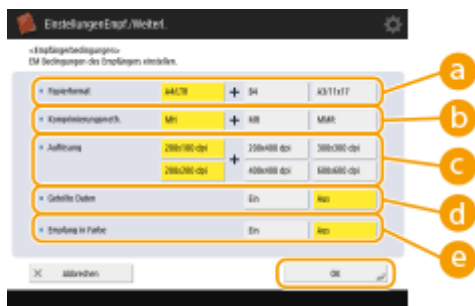 Einstellungen Empf./Weiterl.
<Empfängerbedingungen>
EM Bedingungen des Empfängers einstellen.
Papierformat A4/LTR + B4 A3/11x17 a
Komprimierungsmeth. MH + MR MMR b
Auflösung 200x100 dpi 200x400 dpi 300x300 dpi c
200x200 dpi + 400x400 dpi 600x600 dpi
Geteilte Daten Ein Aus d
Empfang in Farbe Ein Aus e
× Abbrechen OK